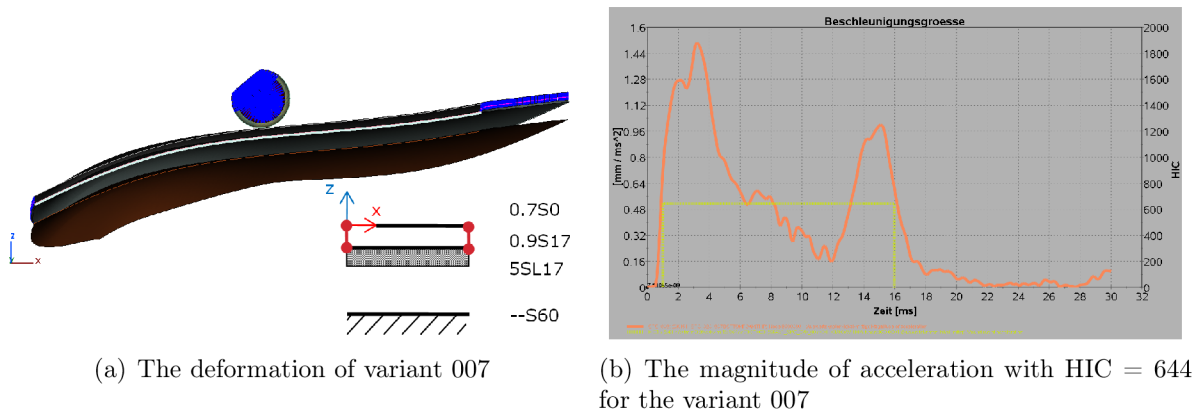 z
x
Z
X
0.7S0
0.9S17
5SL17
--S60
(a) The deformation of variant 007
Beschleunigungsgroesse
[mm / ms^2]
1.6
1.44
1.28
1.12
0.96
0.8
0.64
0.48
0.32
0.16
0
HIC
2000
1800
1600
1400
1200
1000
800
600
400
200
0
0 2 4 6 8 10 12 14 16 18 20 22 24 26 28 30 32
Zeit [ms]
(b) The magnitude of acceleration with HIC = 644
for the variant 007